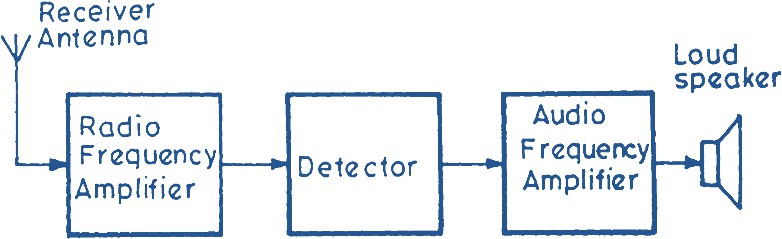 Receiver
Antenna
Radio
Frequency
Amplifier
Detector
Audio
Frequency
Amplifier
Loud
speaker